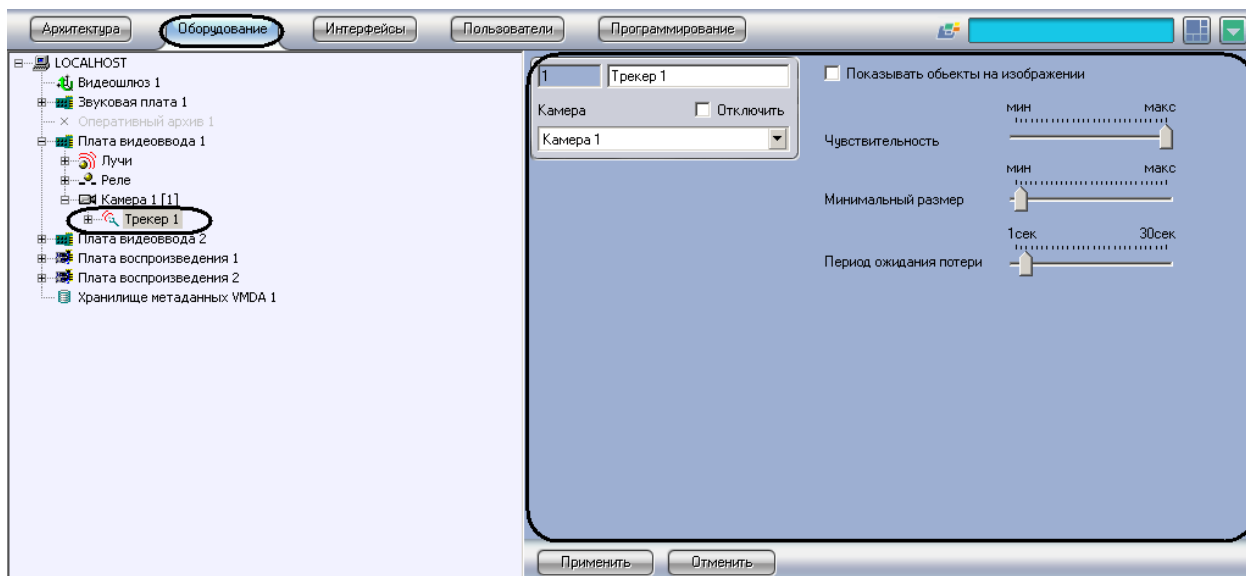 Архитектура Оборудование Интерфейсы Пользователи Программирование
LOCALHOST
Видеошлюз 1
Звуковая плата 1
Оперативный архив 1
Плата видеоввода 1
Лучи
Реле
Камера 1 [1]
Трекер 1
Плата видеоввода 2
Плата воспроизведения 1
Плата воспроизведения 2
Хранилище метаданных VMDA 1
1 Трекер 1
Камера Отключить
Камера 1
Показывать объекты на изображении
мин макс
Чувствительность
мин макс
Минимальный размер
1сек 30сек
Период ожидания потери
Применить Отменить